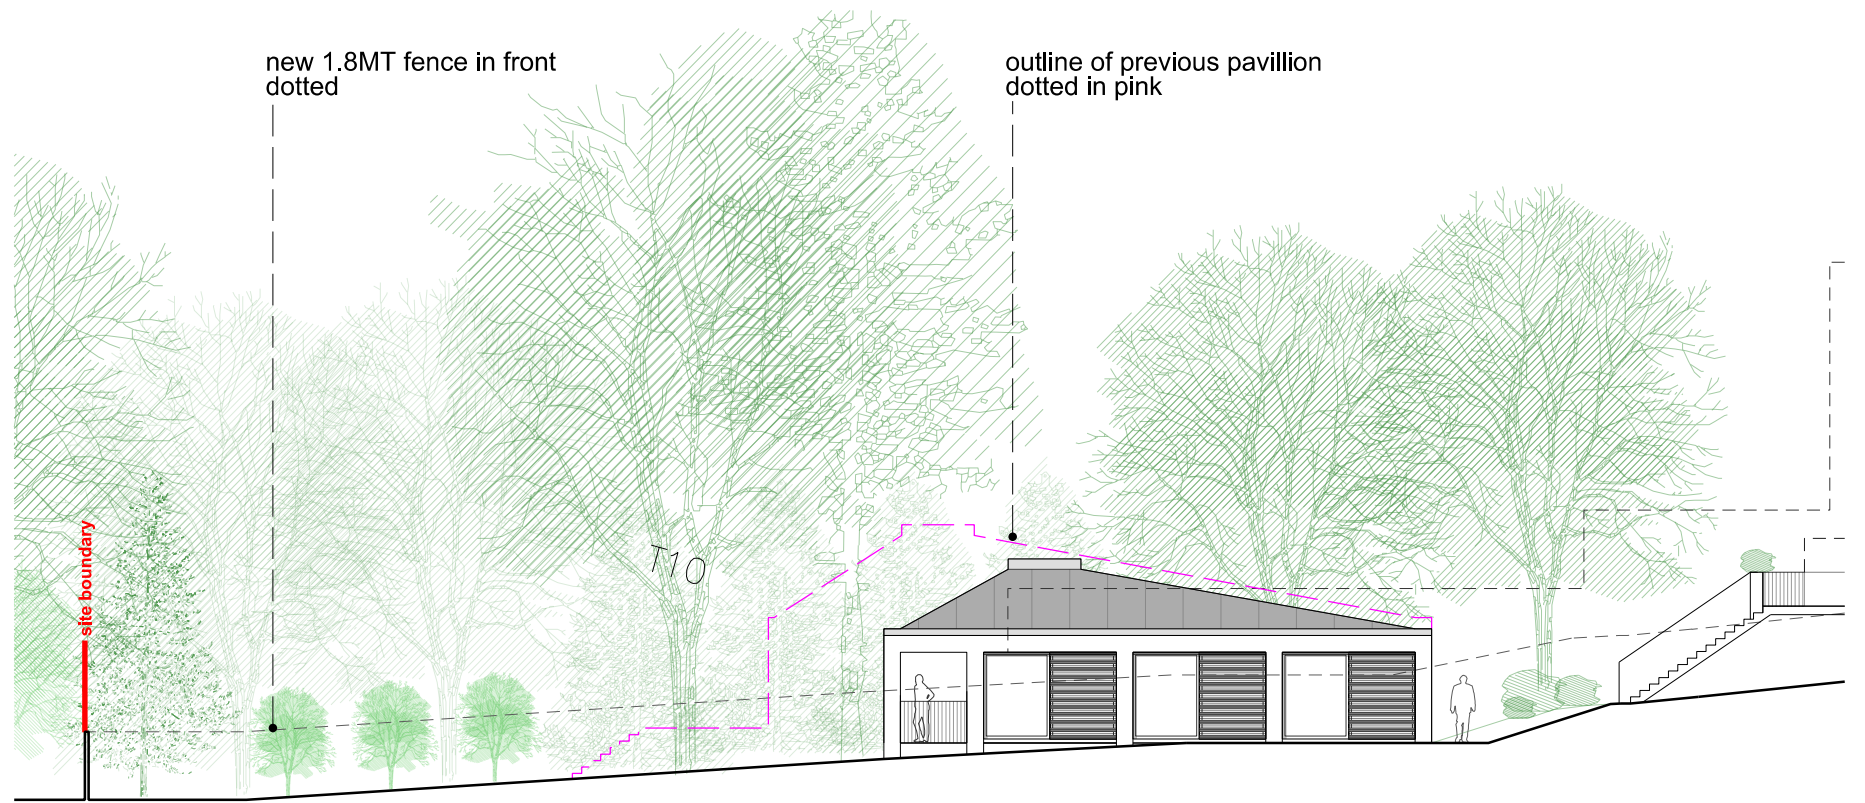 new 1.8MT fence in front
dotted
outline of previous pavillion
dotted in pink
T10
site boundary